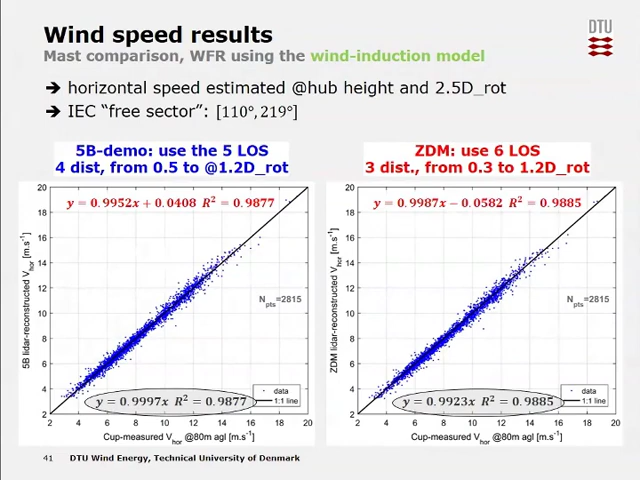 Wind speed results
DTU
Mast comparison, WFR using the wind-induction model
➔ horizontal speed estimated @hub height and 2.5D_rot
➔ IEC “free sector”: [110°, 219°]
5B-demo: use the 5 LOS
4 dist, from 0.5 to @1.2D_rot
20
18
16
14
12
10
8
6
4
2
5B lidar-reconstructed V_hor [m.s⁻¹]
y = 0.9952x + 0.0408 R² = 0.9877
N_pts=2815
y = 0.9997x R² = 0.9877
data
1:1 line
2 4 6 8 10 12 14 16 18 20
Cup-measured V_hor @80m agl [m.s⁻¹]
ZDM: use 6 LOS
3 dist., from 0.3 to 1.2D_rot
20
18
16
14
12
10
8
6
4
2
ZDM lidar-reconstructed V_hor [m.s⁻¹]
y = 0.9987x − 0.0582 R² = 0.9885
N_pts=2815
y = 0.9923x R² = 0.9885
data
1:1 line
2 4 6 8 10 12 14 16 18 20
Cup-measured V_hor @80m agl [m.s⁻¹]
41 DTU Wind Energy, Technical University of Denmark